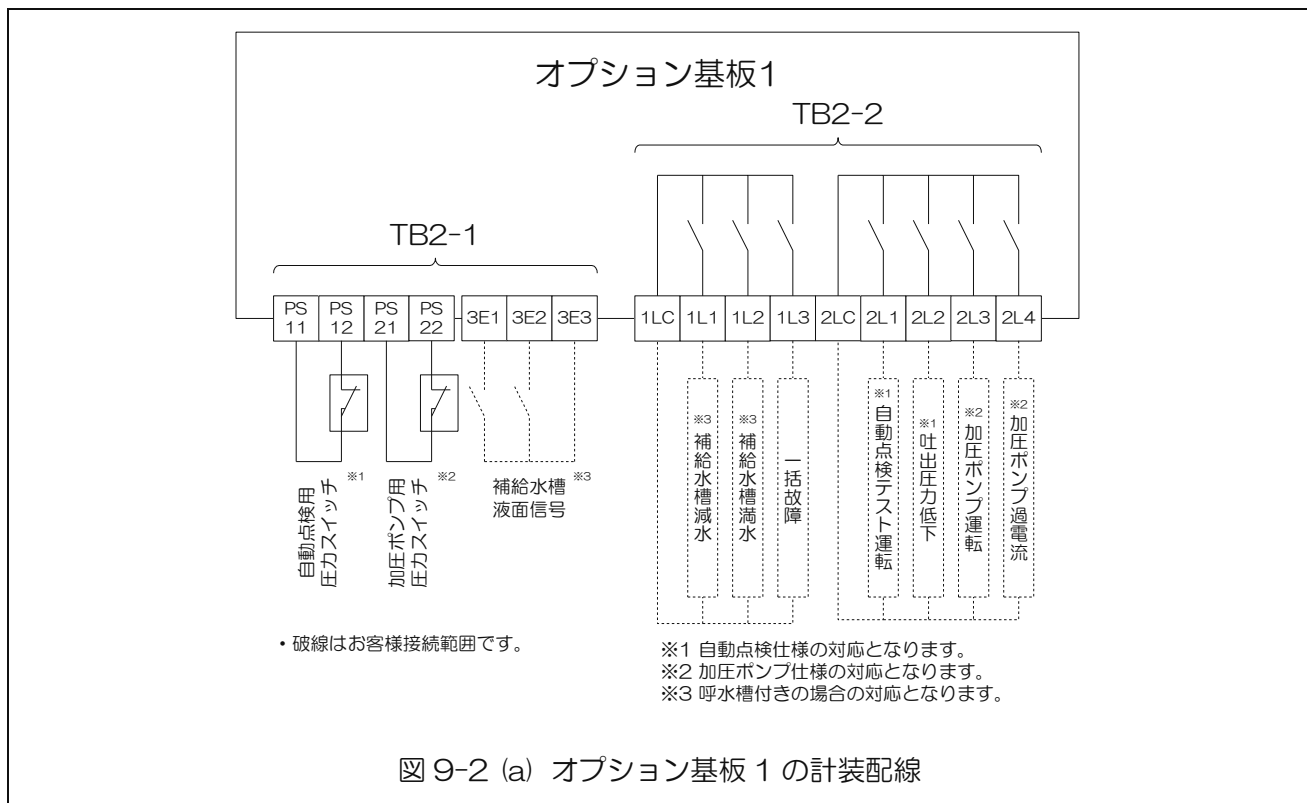 オプション基板1
TB2-2
TB2-1
PS 11
PS 12
PS 21
PS 22
3E1
3E2
3E3
1LC
1L1
1L2
1L3
2LC
2L1
2L2
2L3
2L4
自動点検用
圧力スイッチ ※1
加圧ポンプ用
圧力スイッチ ※2
補給水槽 ※3
液面信号
※3 補給水槽減水
※3 補給水槽満水
一括故障
※1 自動点検テスト運転
※1 吐出圧力低下
※2 加圧ポンプ運転
※2 加圧ポンプ過電流
・破線はお客様接続範囲です。
※1 自動点検仕様の対応となります。
※2 加圧ポンプ仕様の対応となります。
※3 呼水槽付きの場合の対応となります。
図 9-2 (a) オプション基板 1 の計装配線